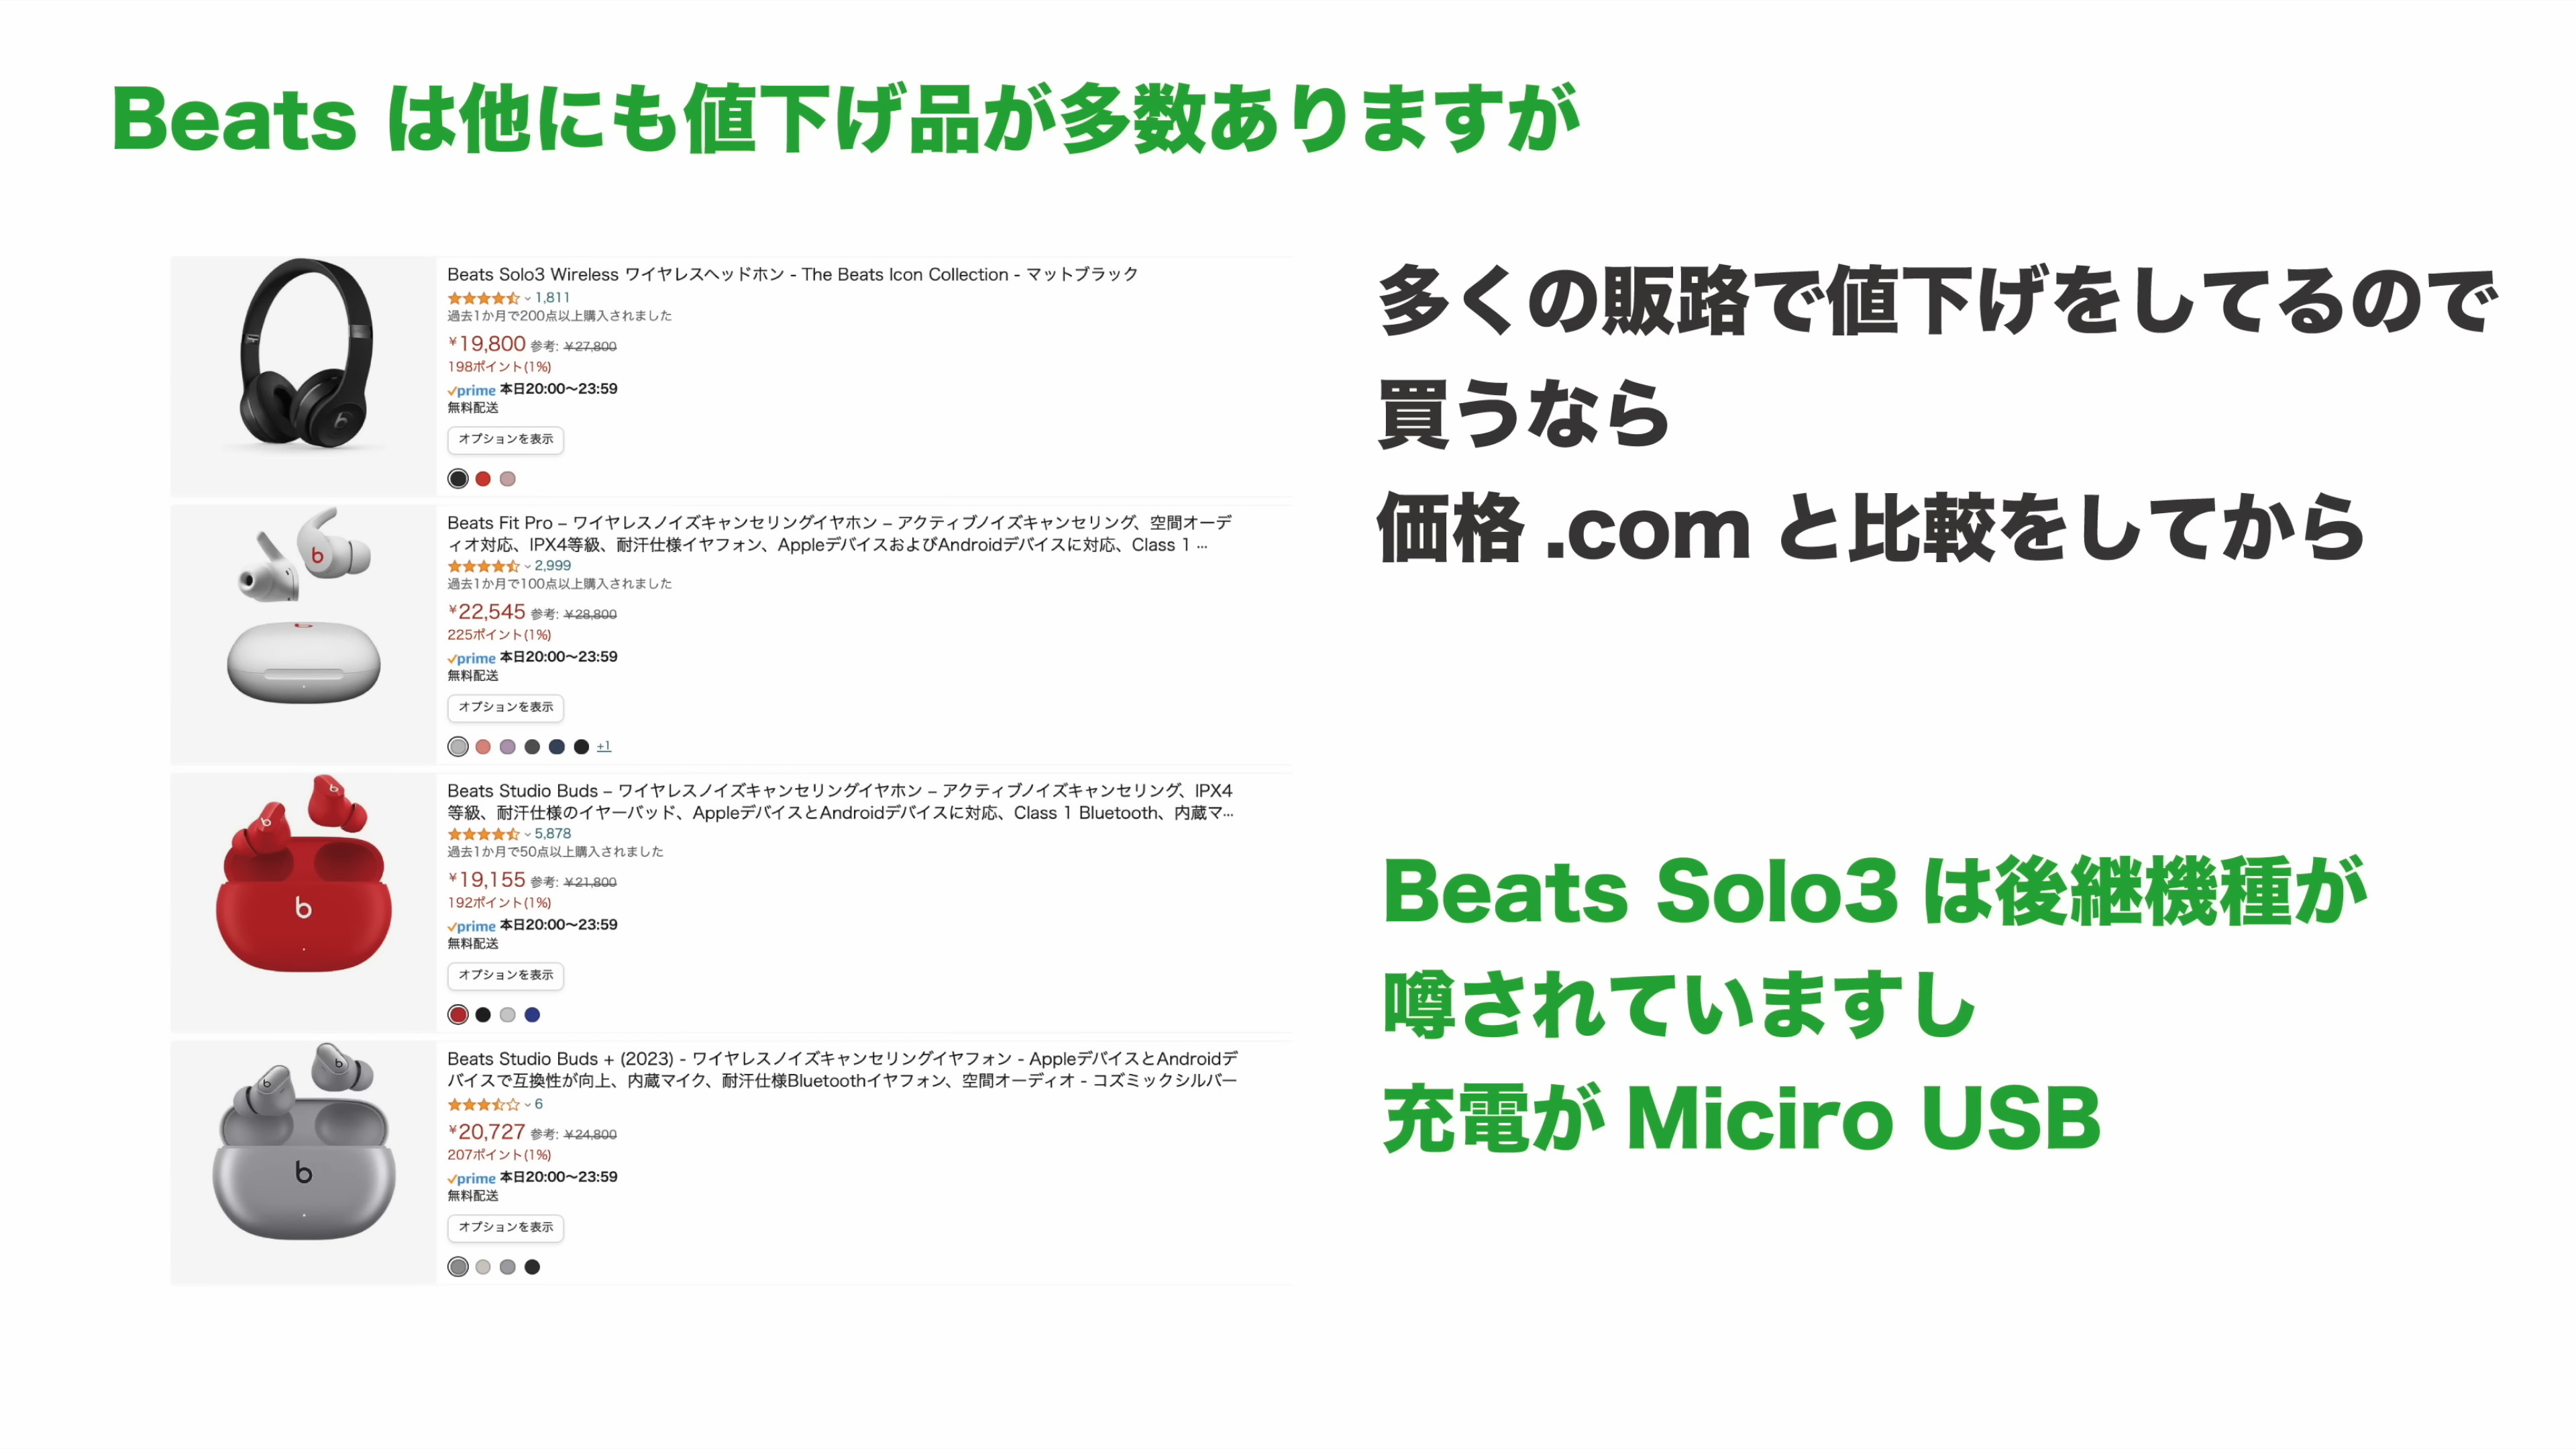 Beats は他にも値下げ品が多数ありますが
Beats Solo3 Wireless ワイヤレスヘッドホン - The Beats Icon Collection - マットブラック
1,811
過去1か月で200点以上購入されました
¥19,800 参考: ¥27,800
198ポイント(1%)
prime 本日20:00〜23:59
無料配送
オプションを表示
Beats Fit Pro – ワイヤレスノイズキャンセリングイヤホン – アクティブノイズキャンセリング、空間オーデ
ィオ対応、IPX4等級、耐汗仕様イヤフォン、AppleデバイスおよびAndroidデバイスに対応、Class 1 …
2,999
過去1か月で100点以上購入されました
¥22,545 参考: ¥28,800
225ポイント(1%)
prime 本日20:00〜23:59
無料配送
オプションを表示
+1
Beats Studio Buds – ワイヤレスノイズキャンセリングイヤホン – アクティブノイズキャンセリング、IPX4
等級、耐汗仕様のイヤーバッド、AppleデバイスとAndroidデバイスに対応、Class 1 Bluetooth、内蔵マ…
5,878
過去1か月で50点以上購入されました
¥19,155 参考: ¥21,800
192ポイント(1%)
prime 本日20:00〜23:59
無料配送
オプションを表示
Beats Studio Buds + (2023) - ワイヤレスノイズキャンセリングイヤフォン - AppleデバイスとAndroidデ
バイスで互換性が向上、内蔵マイク、耐汗仕様Bluetoothイヤフォン、空間オーディオ - コズミックシルバー
6
¥20,727 参考: ¥24,800
207ポイント(1%)
prime 本日20:00〜23:59
無料配送
オプションを表示
多くの販路で値下げをしてるので
買うなら
価格.com と比較をしてから
Beats Solo3 は後継機種が
噂されていますし
充電が Miciro USB